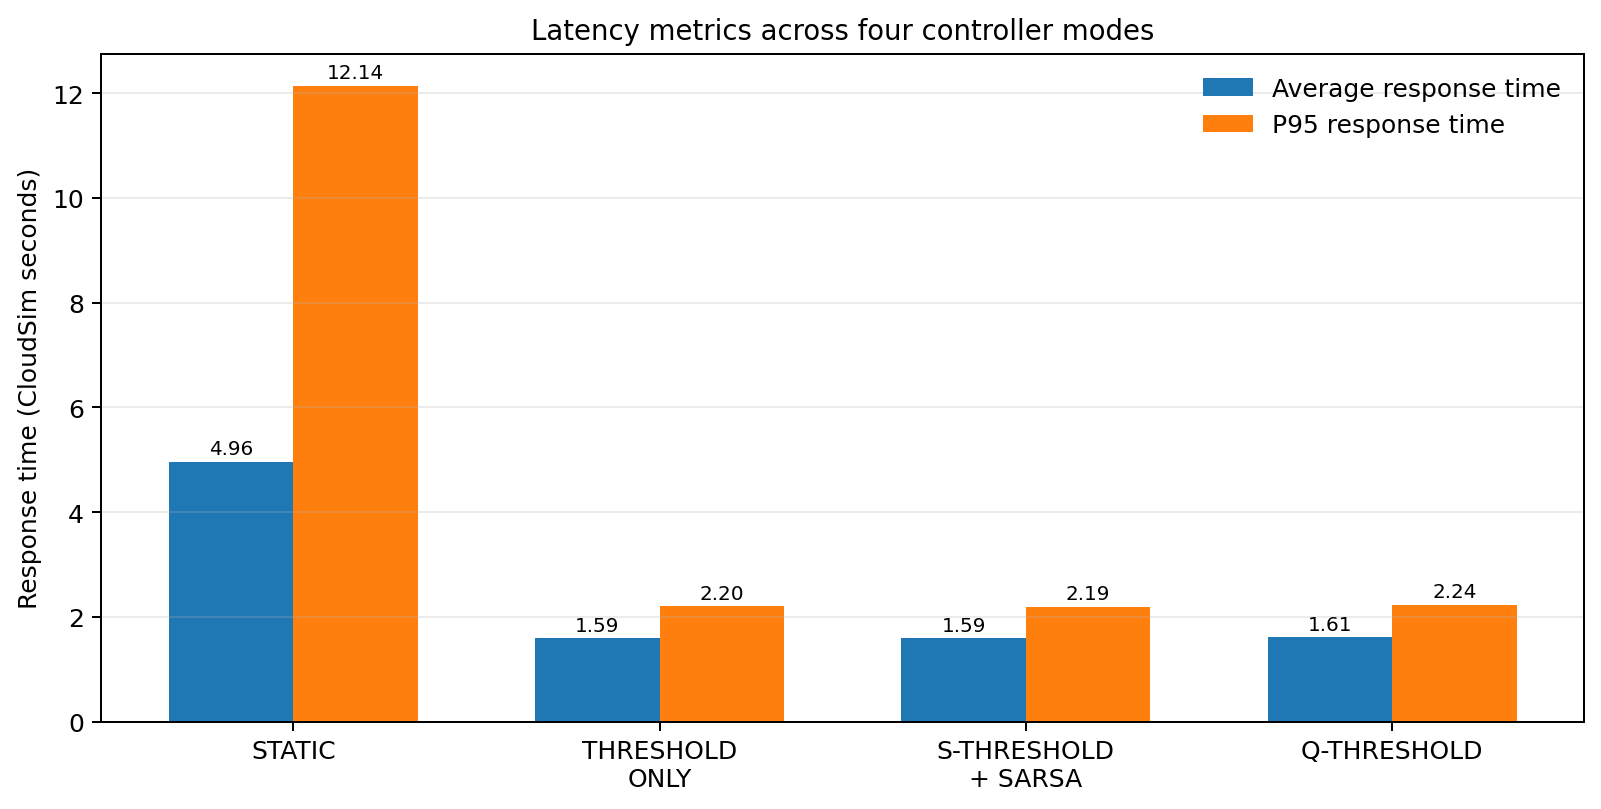 Latency metrics across four controller modes
Average response time
P95 response time
Response time (CloudSim seconds)
12
10
8
6
4
2
0
4.96
12.14
1.59
2.20
1.59
2.19
1.61
2.24
STATIC
THRESHOLD
ONLY
S-THRESHOLD
+ SARSA
Q-THRESHOLD